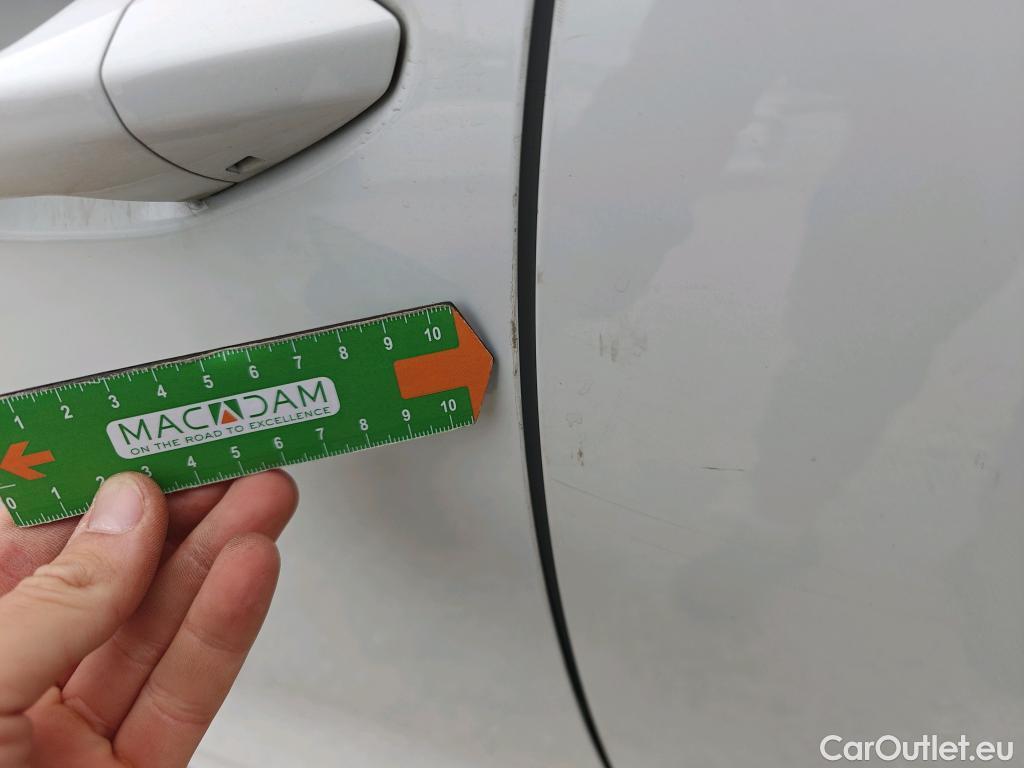 1 2 3 4 5 6 7 8 9 10
MACADAM
ON THE ROAD TO EXCELLENCE
0 1 2 3 4 5 6 7 8 9 10
CarOutlet.eu